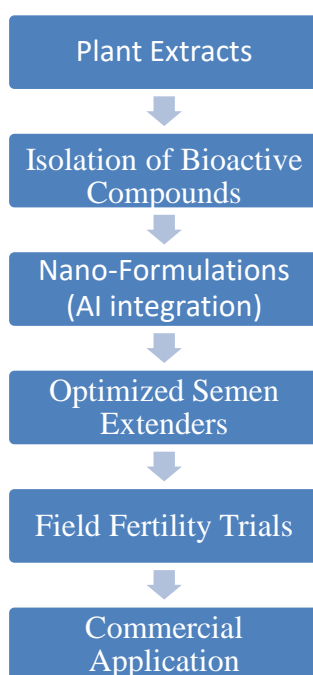 Plant Extracts
Isolation of Bioactive
Compounds
Nano-Formulations
(AI integration)
Optimized Semen
Extenders
Field Fertility Trials
Commercial
Application